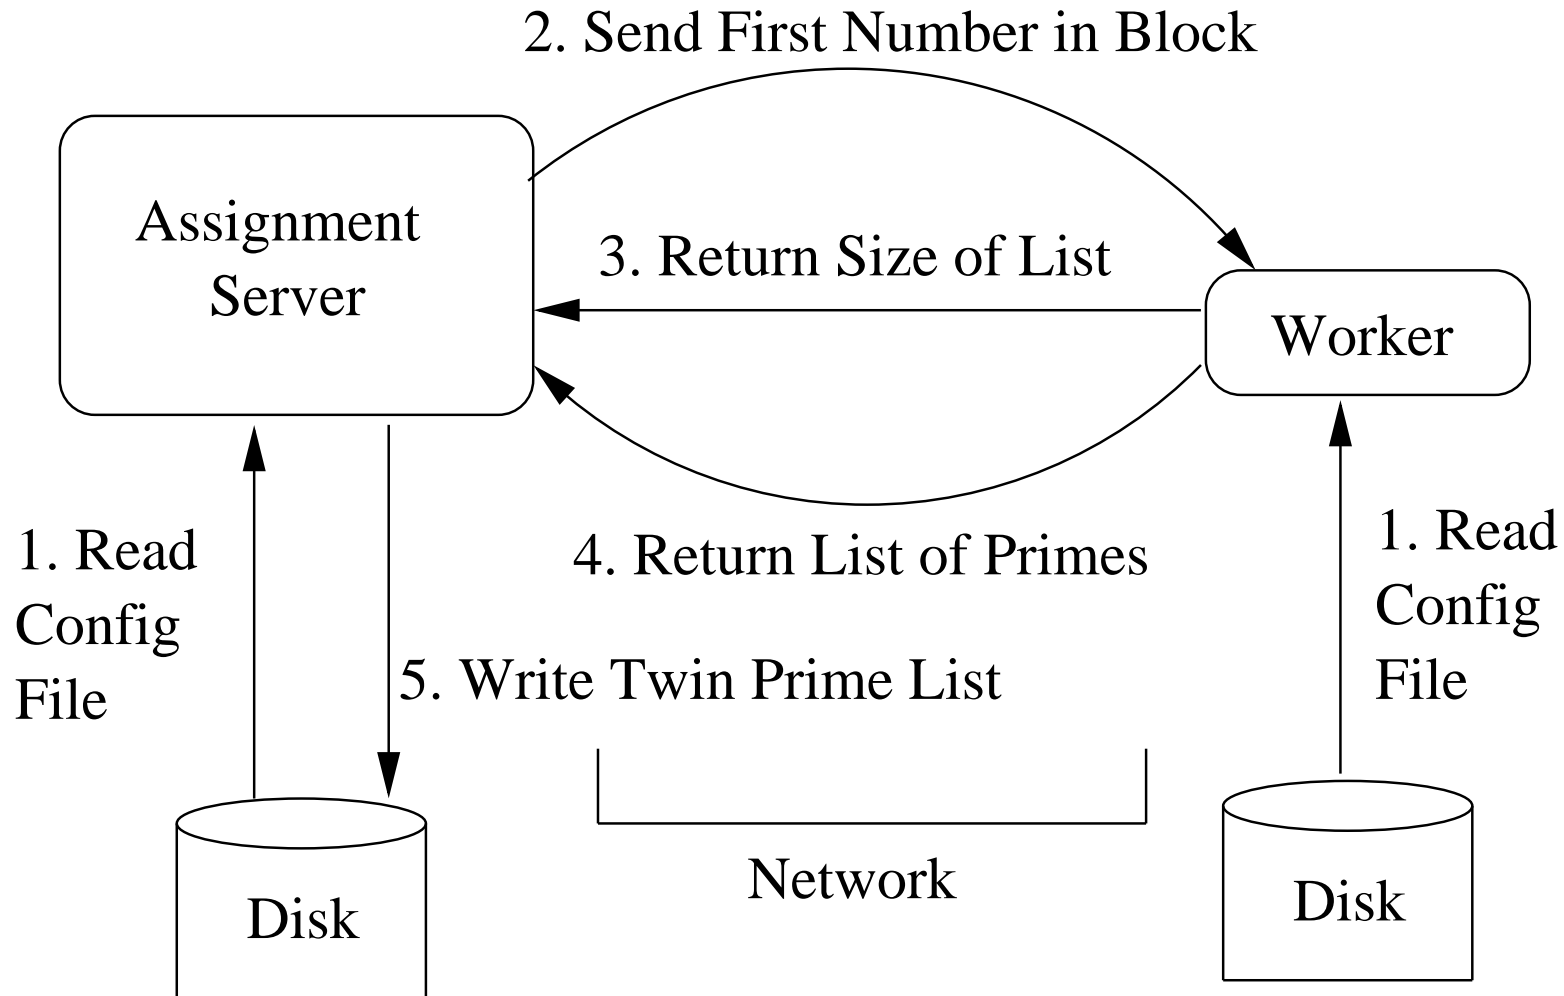 2. Send First Number in Block
Assignment
Server
3. Return Size of List
Worker
4. Return List of Primes
1. Read
Config
File
1. Read
Config
File
5. Write Twin Prime List
Network
Disk
Disk